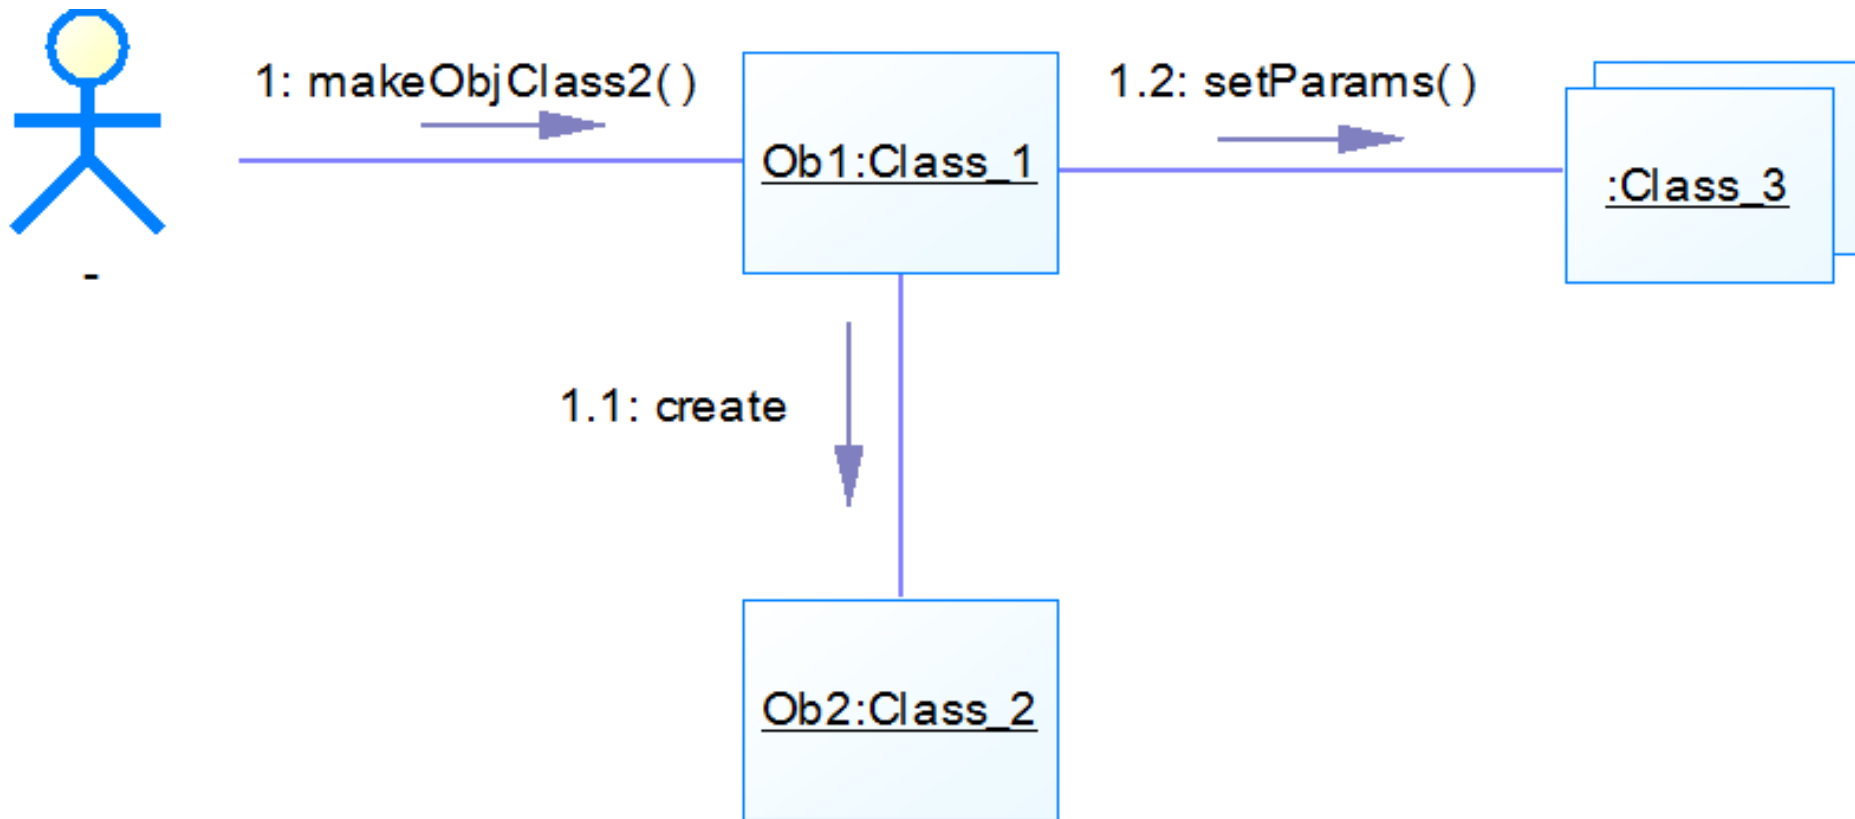 1: makeObjClass2( )
1.2: setParams( )
Ob1:Class_1
:Class_3
-
1.1: create
Ob2:Class_2